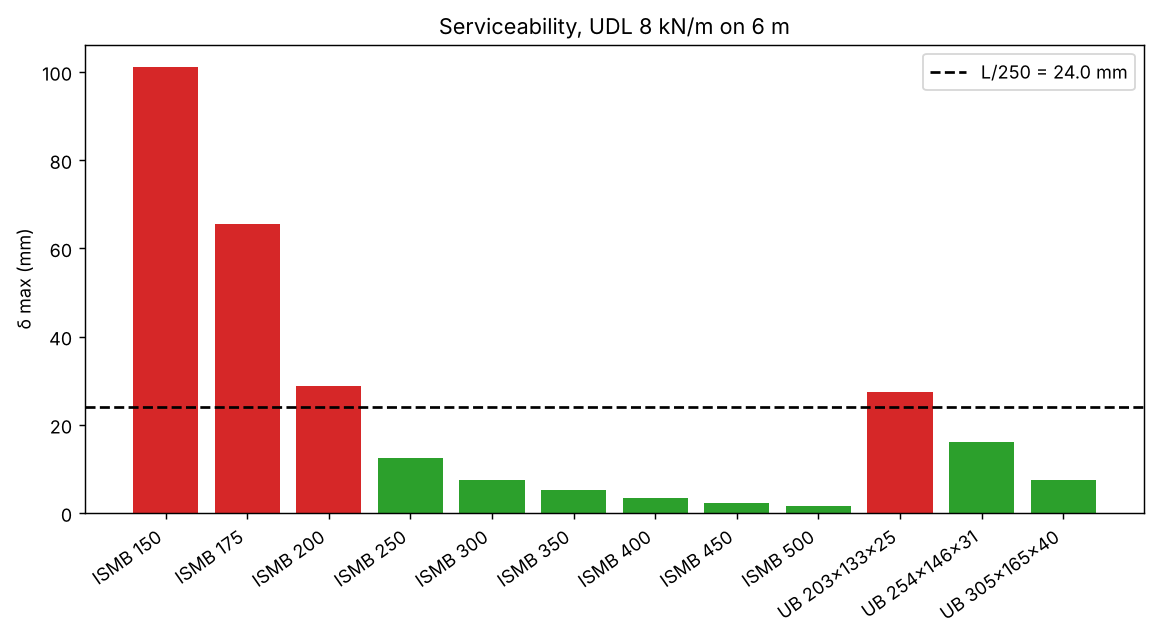 Serviceability, UDL 8 kN/m on 6 m
L/250 = 24.0 mm
δ max (mm)
100
80
60
40
20
0
ISMB 150
ISMB 175
ISMB 200
ISMB 250
ISMB 300
ISMB 350
ISMB 400
ISMB 450
ISMB 500
UB 203×133×25
UB 254×146×31
UB 305×165×40